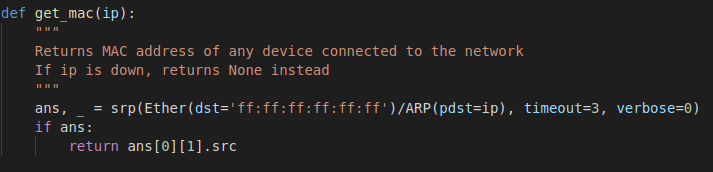 def get_mac(ip):
    """
    Returns MAC address of any device connected to the network
    If ip is down, returns None instead
    """
    ans, _ = srp(Ether(dst='ff:ff:ff:ff:ff:ff')/ARP(pdst=ip), timeout=3, verbose=0)
    if ans:
        return ans[0][1].src